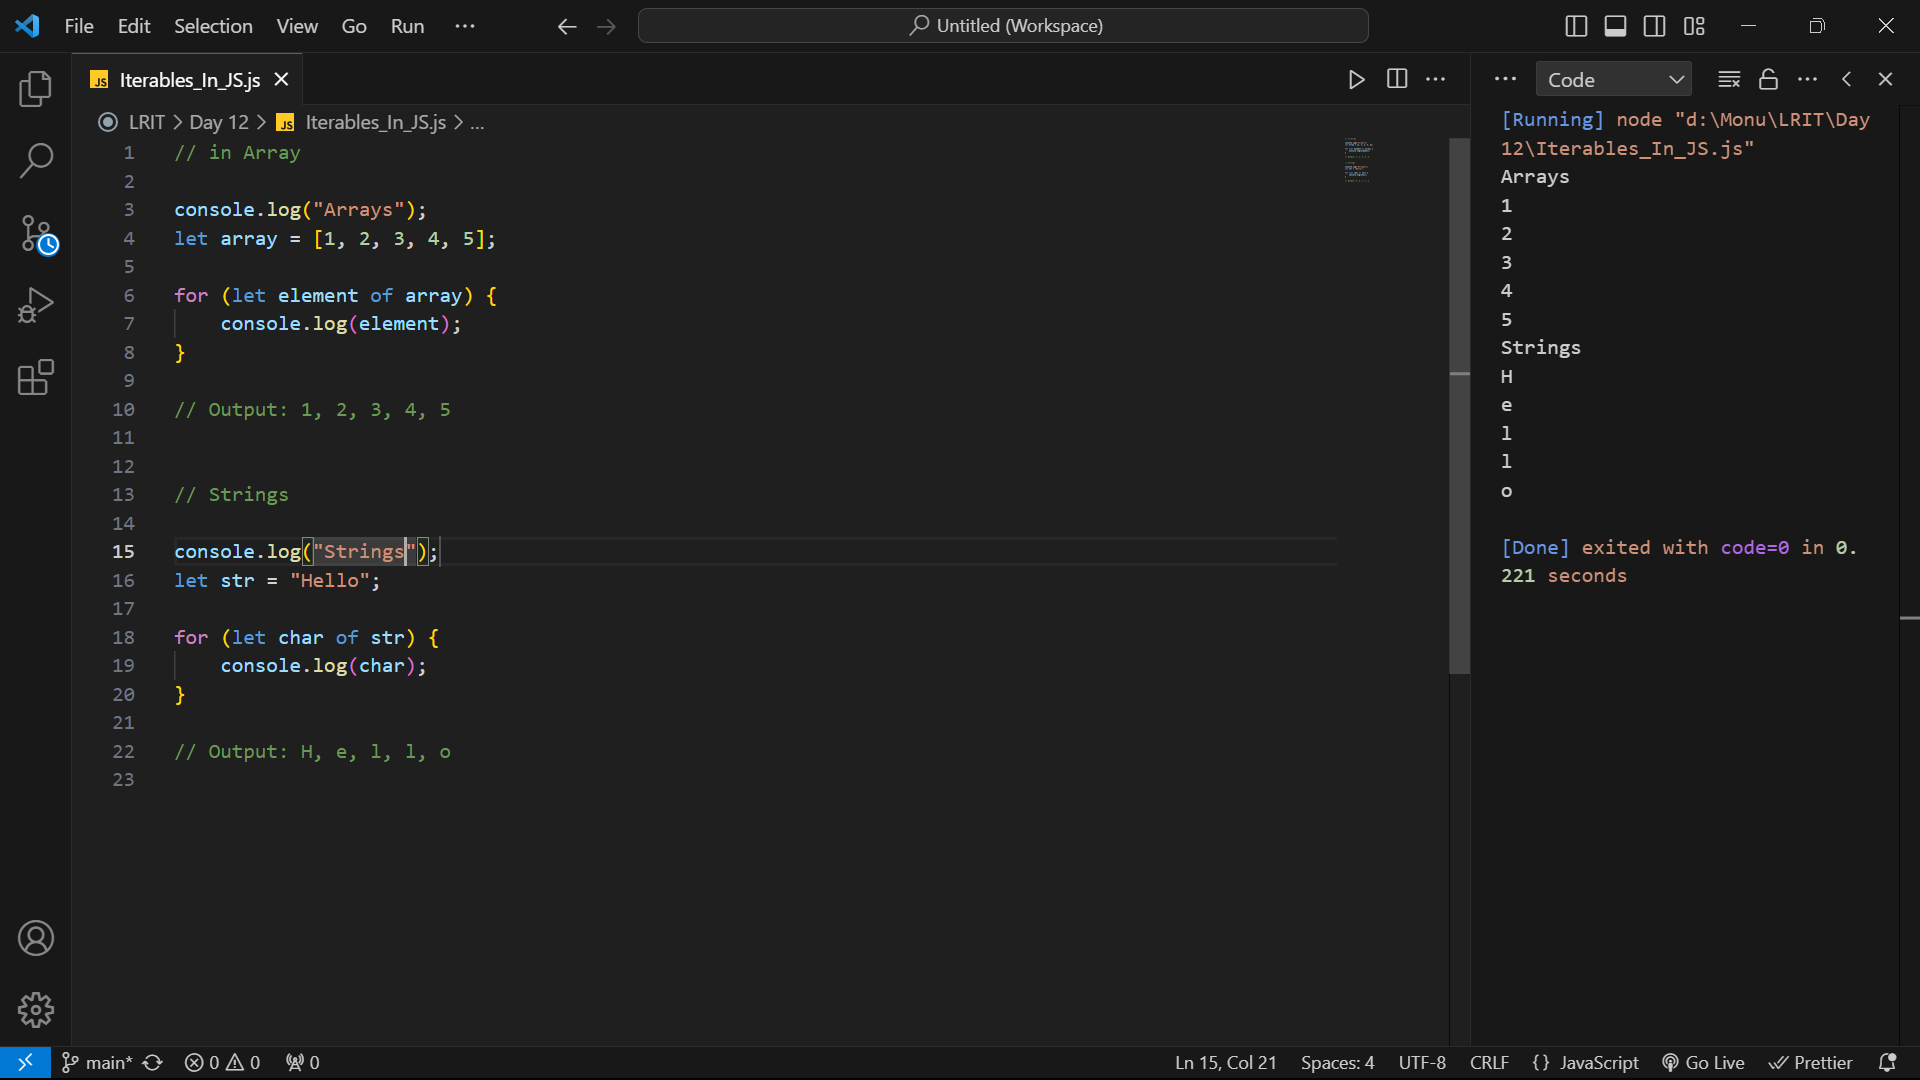 File Edit Selection View Go Run ··· Untitled (Workspace)
JS Iterables_In_JS.js
LRIT > Day 12 > JS Iterables_In_JS.js > ...
1 // in Array
2
3 console.log("Arrays");
4 let array = [1, 2, 3, 4, 5];
5
6 for (let element of array) {
7     console.log(element);
8 }
9
10 // Output: 1, 2, 3, 4, 5
11
12
13 // Strings
14
15 console.log("Strings");
16 let str = "Hello";
17
18 for (let char of str) {
19     console.log(char);
20 }
21
22 // Output: H, e, l, l, o
23
Code
[Running] node "d:\Monu\LRIT\Day
12\Iterables_In_JS.js"
Arrays
1
2
3
4
5
Strings
H
e
l
l
o
[Done] exited with code=0 in 0.
221 seconds
main* 0 0 0 Ln 15, Col 21 Spaces: 4 UTF-8 CRLF {} JavaScript Go Live Prettier